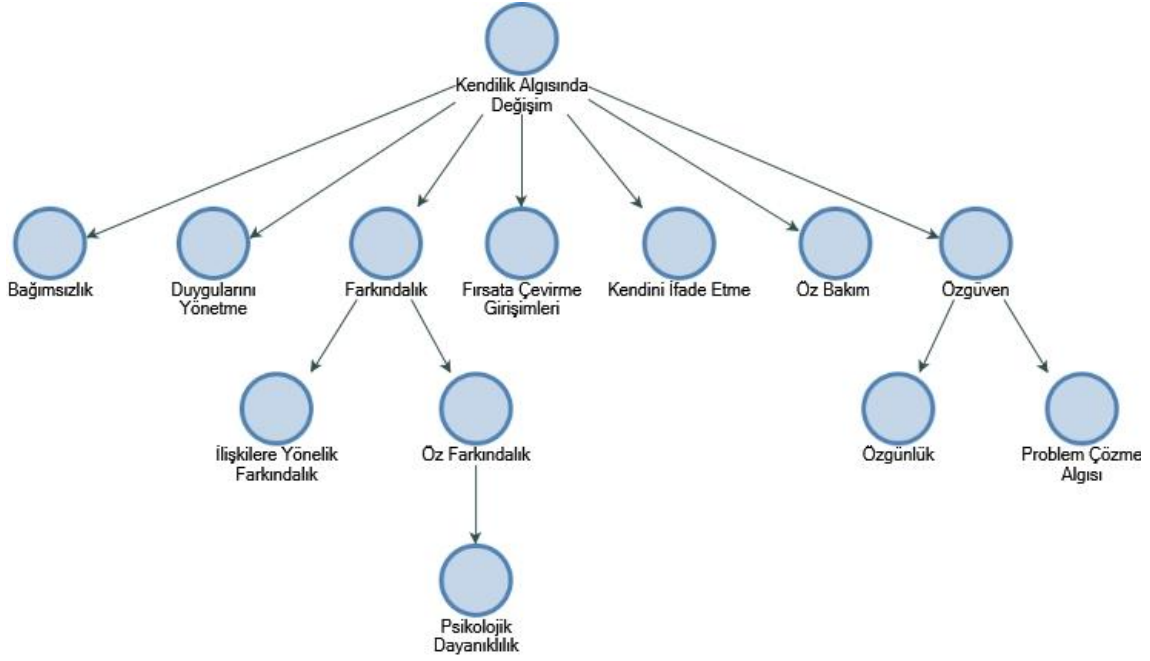 Kendilik Algısında
Değişim
Bağımsızlık
Duygularını
Yönetme
Farkındalık
Fırsata Çevirme
Girişimleri
Kendini İfade Etme
Öz Bakım
Özgüven
İlişkilere Yönelik
Farkındalık
Öz Farkındalık
Özgünlük
Problem Çözme
Algısı
Psikolojik
Dayanıklılık